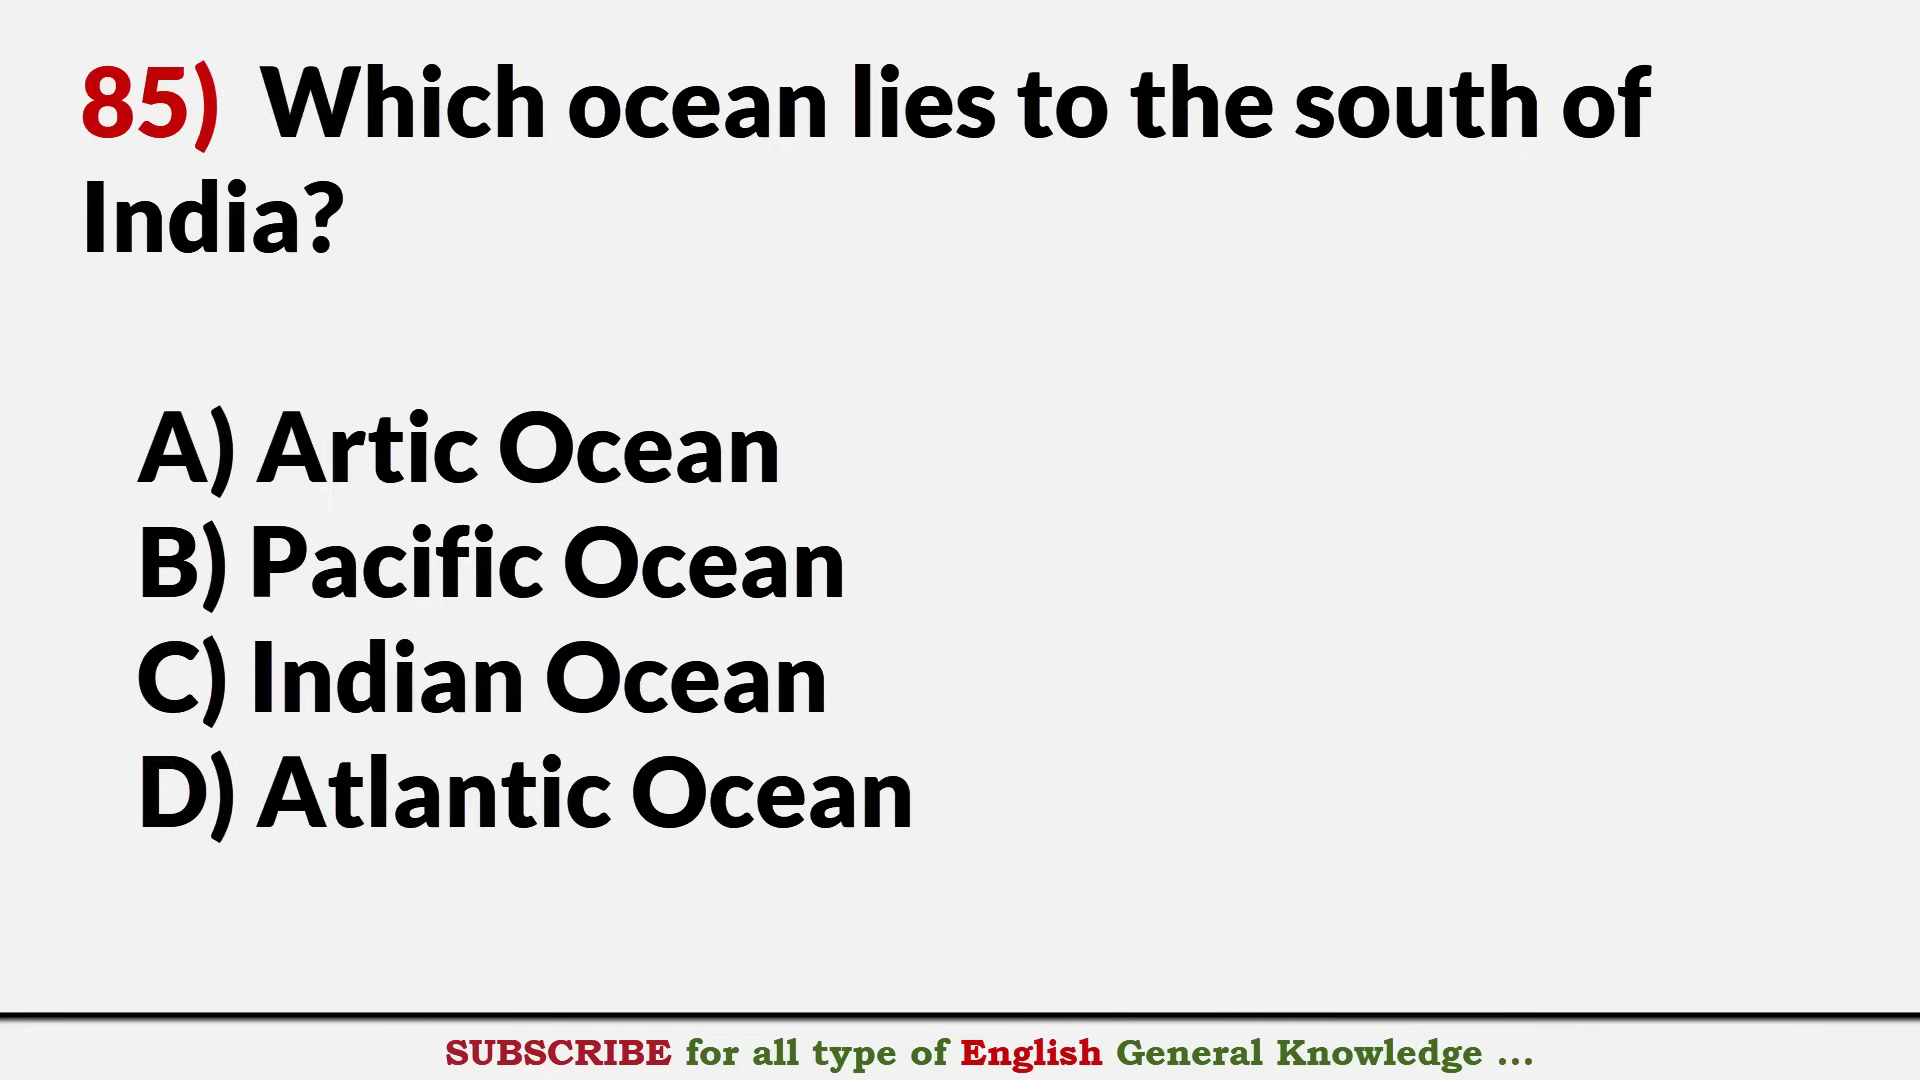 85) Which ocean lies to the south of
India?
A) Artic Ocean
B) Pacific Ocean
C) Indian Ocean
D) Atlantic Ocean
SUBSCRIBE for all type of English General Knowledge ...